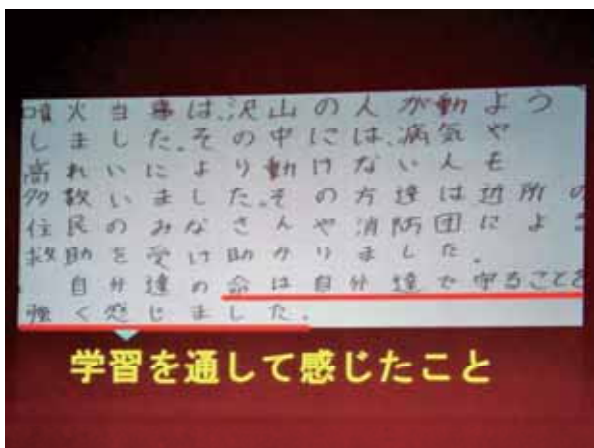 噴火当時は、沢山の人が動よう
しました。その中には、病気や
高れいにより動けない人も
多数いました。その方達は近所の
住民のみなさんや消防団によ
救助を受け助かりました。
自分達の命は自分達で守ることを
強く感じました。
学習を通して感じたこと